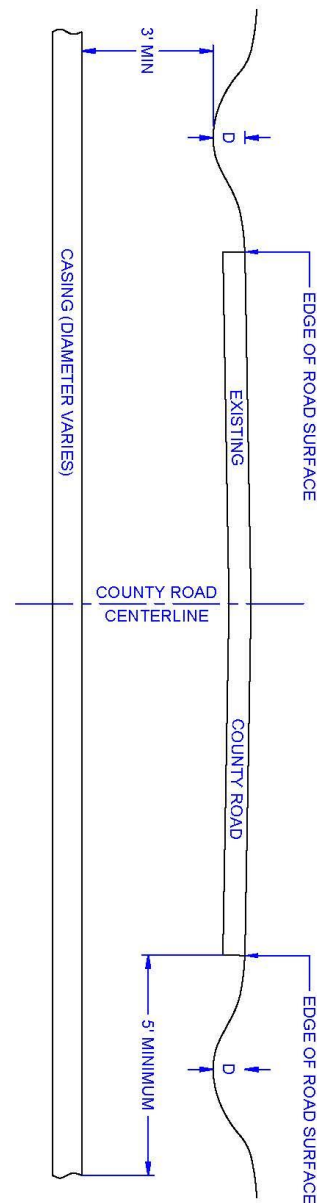 EDGE OF ROAD SURFACE
EDGE OF ROAD SURFACE
D
D
EXISTING
COUNTY ROAD
3' MIN
5' MINIMUM
COUNTY ROAD
CENTERLINE
CASING (DIAMETER VARIES)